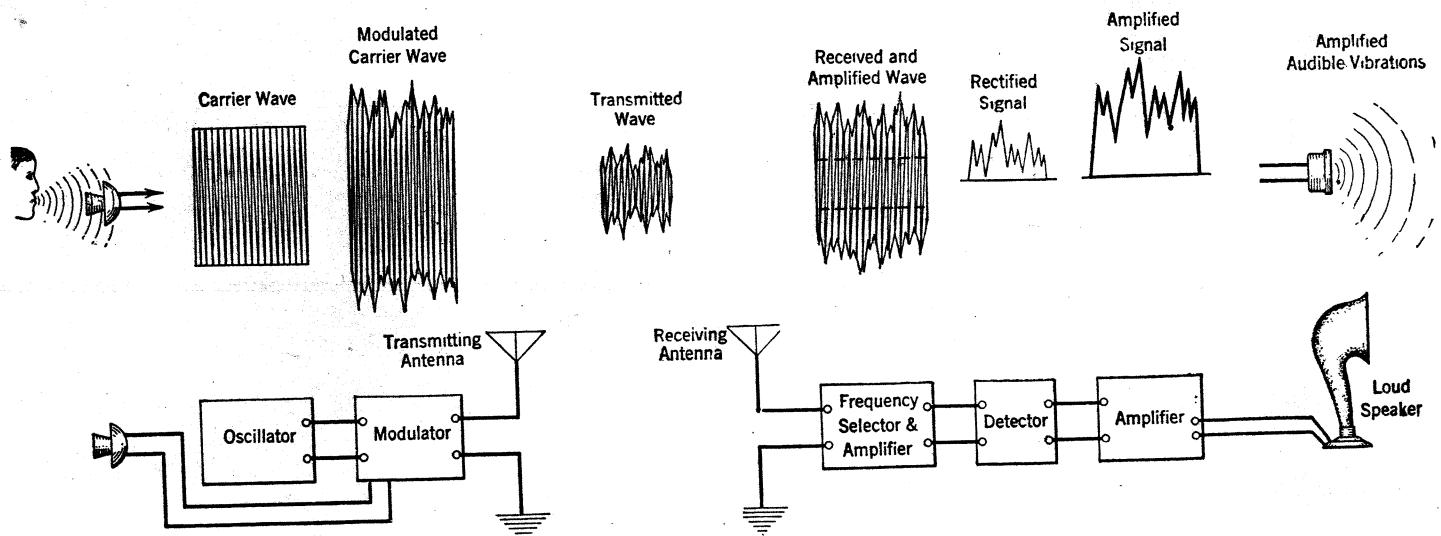 Modulated
Carrier Wave
Carrier Wave
Transmitted
Wave
Received and
Amplified Wave
Rectified
Signal
Amplified
Signal
Amplified
Audible Vibrations
Transmitting
Antenna
Receiving
Antenna
Oscillator
Modulator
Frequency
Selector &
Amplifier
Detector
Amplifier
Loud
Speaker